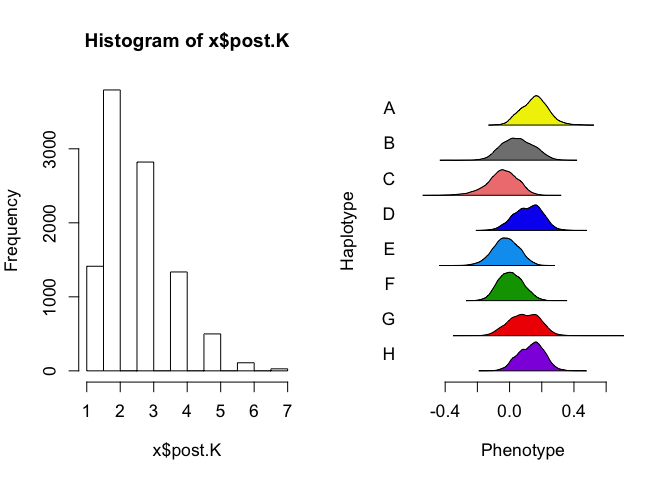 Histogram of x$post.K
Frequency
0
1000
2000
3000
1 2 3 4 5 6 7
x$post.K
Haplotype
A
B
C
D
E
F
G
H
-0.4 0.0 0.4
Phenotype